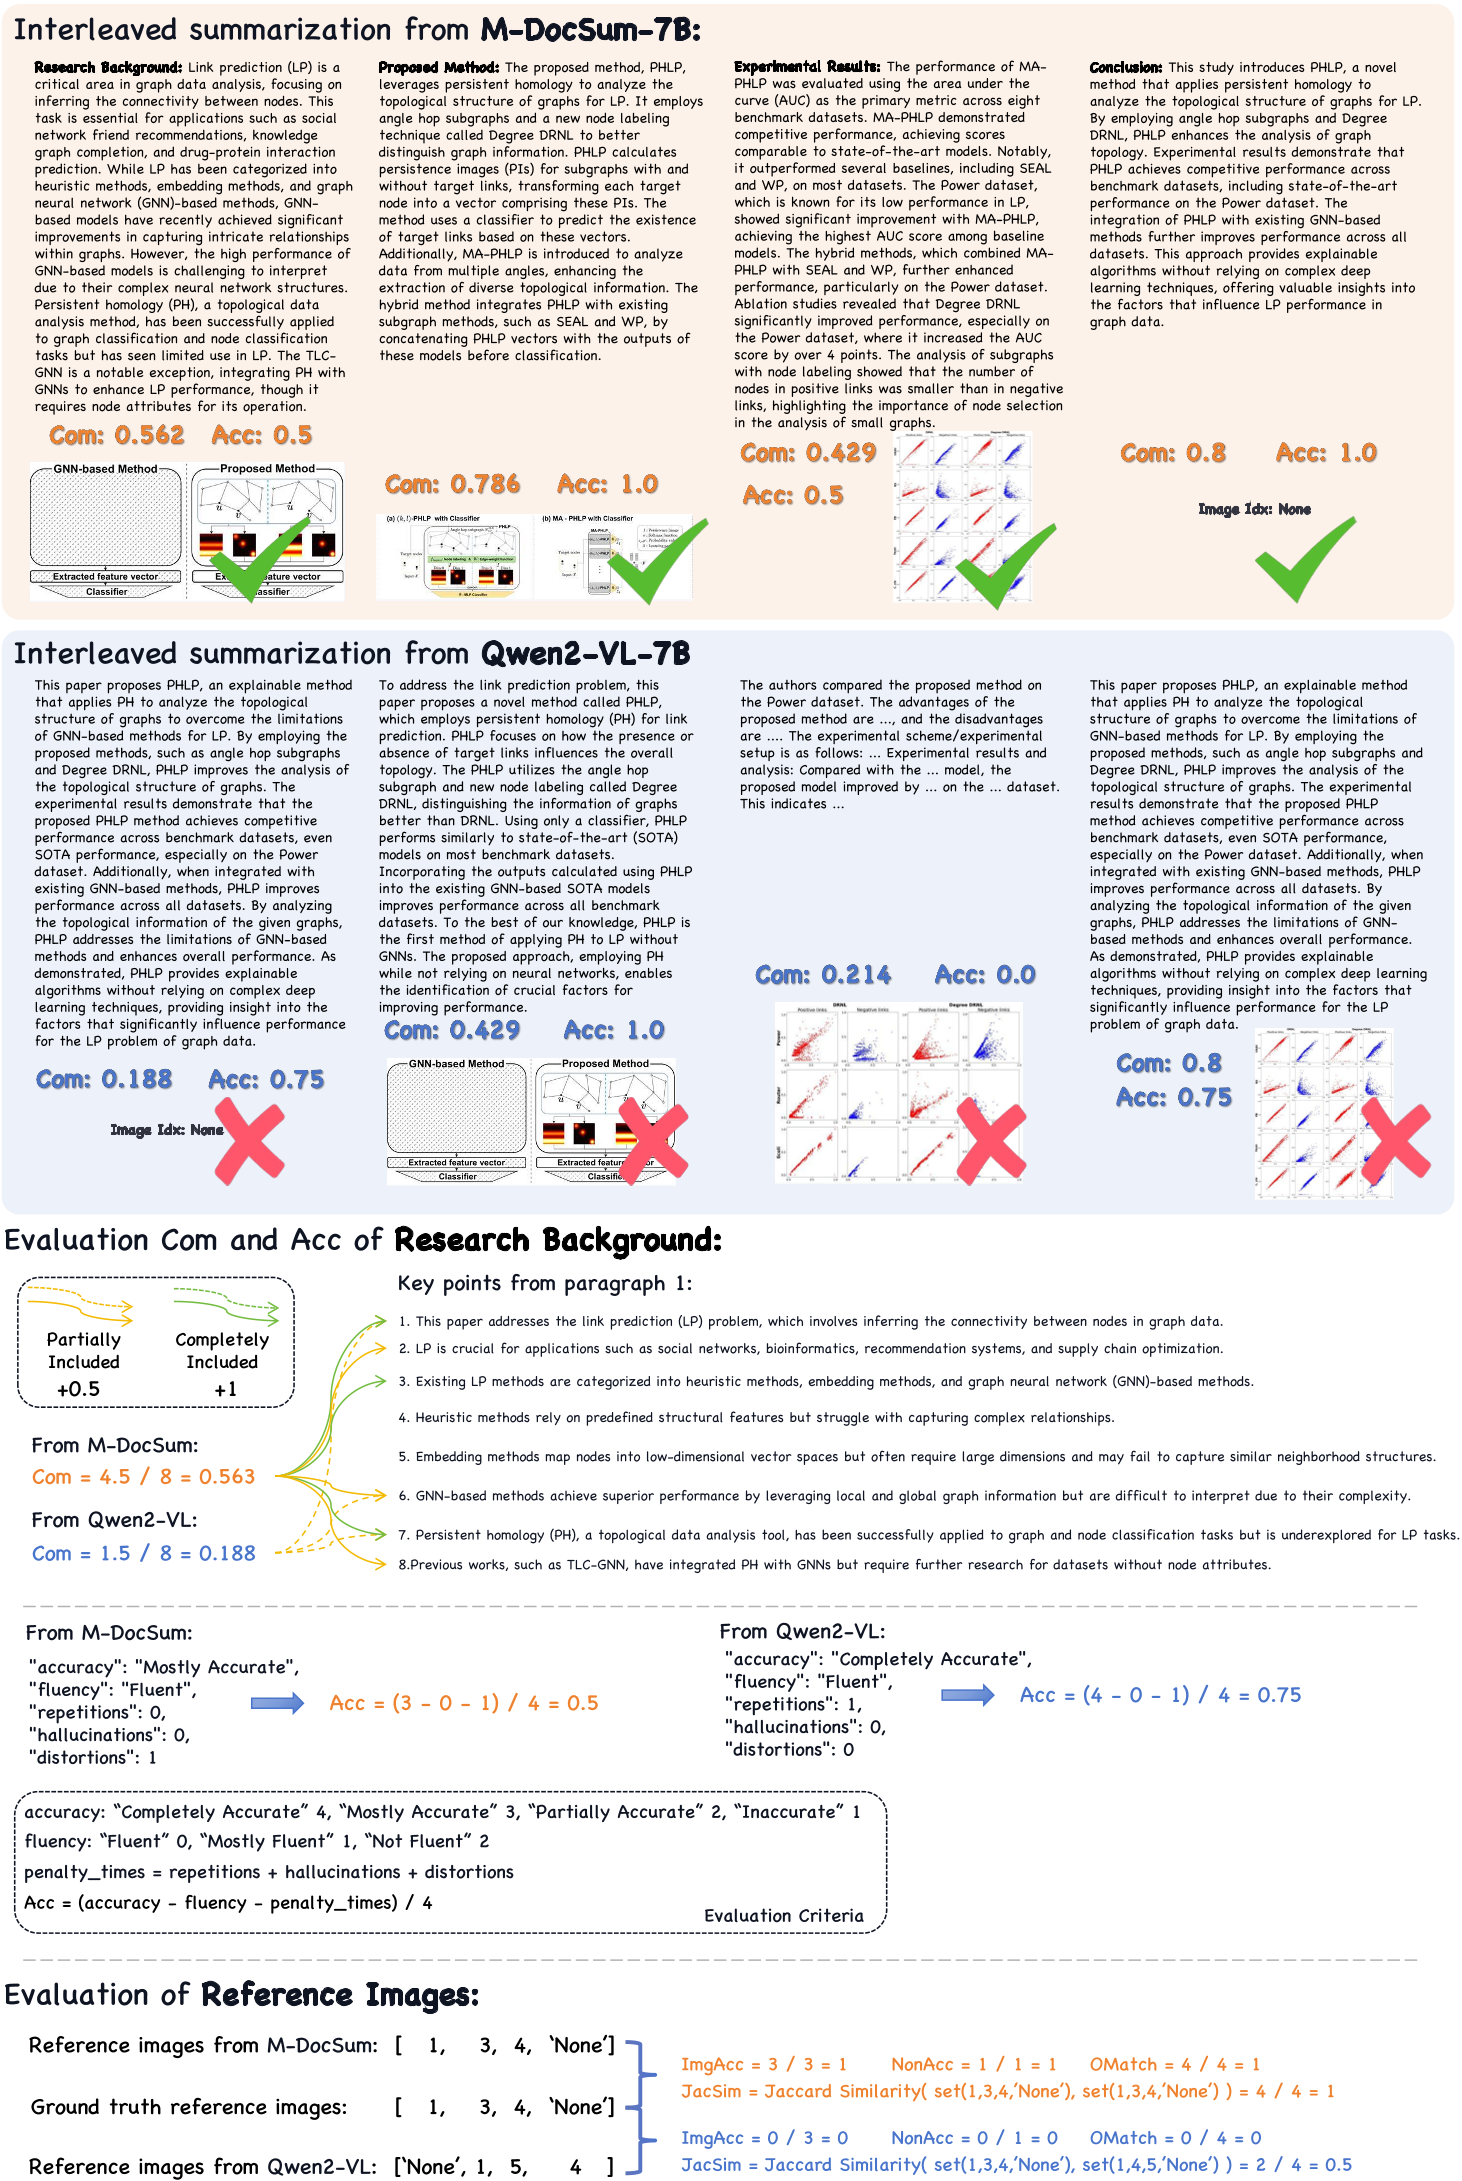 Interleaved summarization from M-DocSum-7B:
Research Background: Link prediction (LP) is a
critical area in graph data analysis, focusing on
inferring the connectivity between nodes. This
task is essential for applications such as social
network friend recommendations, knowledge
graph completion, and drug-protein interaction
prediction. While LP has been categorized into
heuristic methods, embedding methods, and graph
neural network (GNN)-based methods, GNN-
based models have recently achieved significant
improvements in capturing intricate relationships
within graphs. However, the high performance of
GNN-based models is challenging to interpret
due to their complex neural network structures.
Persistent homology (PH), a topological data
analysis method, has been successfully applied
to graph classification and node classification
tasks but has seen limited use in LP. The TLC-
GNN is a notable exception, integrating PH with
GNNs to enhance LP performance, though it
requires node attributes for its operation.
Com: 0.562 Acc: 0.5
GNN-based Method Proposed Method
u
v
u
v
Extracted feature vector
Classifier
Proposed Method: The proposed method, PHLP,
leverages persistent homology to analyze the
topological structure of graphs for LP. It employs
angle hop subgraphs and a new node labeling
technique called Degree DRNL to better
distinguish graph information. PHLP calculates
persistence images (PIs) for subgraphs with and
without target links, transforming each target
node into a vector comprising these PIs. The
method uses a classifier to predict the existence
of target links based on these vectors.
Additionally, MA-PHLP is introduced to analyze
data from multiple angles, enhancing the
extraction of diverse topological information. The
hybrid method integrates PHLP with existing
subgraph methods, such as SEAL and WP, by
concatenating PHLP vectors with the outputs of
these models before classification.
Com: 0.786 Acc: 1.0
(a) (k, l)-PHLP with Classifier (b) MA - PHLP with Classifier
Experimental Results: The performance of MA-
PHLP was evaluated using the area under the
curve (AUC) as the primary metric across eight
benchmark datasets. MA-PHLP demonstrated
competitive performance, achieving scores
comparable to state-of-the-art models. Notably,
it outperformed several baselines, including SEAL
and WP, on most datasets. The Power dataset,
which is known for its low performance in LP,
showed significant improvement with MA-PHLP,
achieving the highest AUC score among baseline
models. The hybrid methods, which combined MA-
PHLP with SEAL and WP, further enhanced
performance, particularly on the Power dataset.
Ablation studies revealed that Degree DRNL
significantly improved performance, especially on
the Power dataset, where it increased the AUC
score by over 4 points. The analysis of subgraphs
with node labeling showed that the number of
nodes in positive links was smaller than in negative
links, highlighting the importance of node selection
in the analysis of small graphs.
Com: 0.429
Acc: 0.5
Conclusion: This study introduces PHLP, a novel
method that applies persistent homology to
analyze the topological structure of graphs for LP.
By employing angle hop subgraphs and Degree
DRNL, PHLP enhances the analysis of graph
topology. Experimental results demonstrate that
PHLP achieves competitive performance across
benchmark datasets, including state-of-the-art
performance on the Power dataset. The
integration of PHLP with existing GNN-based
methods further improves performance across all
datasets. This approach provides explainable
algorithms without relying on complex deep
learning techniques, offering valuable insights into
the factors that influence LP performance in
graph data.
Com: 0.8 Acc: 1.0
Image Idx: None
Interleaved summarization from Qwen2-VL-7B
This paper proposes PHLP, an explainable method
that applies PH to analyze the topological
structure of graphs to overcome the limitations
of GNN-based methods for LP. By employing the
proposed methods, such as angle hop subgraphs
and Degree DRNL, PHLP improves the analysis of
the topological structure of graphs. The
experimental results demonstrate that the
proposed PHLP method achieves competitive
performance across benchmark datasets, even
SOTA performance, especially on the Power
dataset. Additionally, when integrated with
existing GNN-based methods, PHLP improves
performance across all datasets. By analyzing
the topological information of the given graphs,
PHLP addresses the limitations of GNN-based
methods and enhances overall performance. As
demonstrated, PHLP provides explainable
algorithms without relying on complex deep
learning techniques, providing insight into the
factors that significantly influence performance
for the LP problem of graph data.
Com: 0.188 Acc: 0.75
Image Idx: None
To address the link prediction problem, this
paper proposes a novel method called PHLP,
which employs persistent homology (PH) for link
prediction. PHLP focuses on how the presence or
absence of target links influences the overall
topology. The PHLP utilizes the angle hop
subgraph and new node labeling called Degree
DRNL, distinguishing the information of graphs
better than DRNL. Using only a classifier, PHLP
performs similarly to state-of-the-art (SOTA)
models on most benchmark datasets.
Incorporating the outputs calculated using PHLP
into the existing GNN-based SOTA models
improves performance across all benchmark
datasets. To the best of our knowledge, PHLP is
the first method of applying PH to LP without
GNNs. The proposed approach, employing PH
while not relying on neural networks, enables
the identification of crucial factors for
improving performance.
Com: 0.429 Acc: 1.0
GNN-based Method Proposed Method
Extracted feature vector Extracted feature vector
Classifier Classifier
The authors compared the proposed method on
the Power dataset. The advantages of the
proposed method are ..., and the disadvantages
are .... The experimental scheme/experimental
setup is as follows: ... Experimental results and
analysis: Compared with the ... model, the
proposed model improved by ... on the ... dataset.
This indicates ...
Com: 0.214 Acc: 0.0
DRNL Degree DRNL
Positive links Negative links Positive links Negative links
Power
Router
Ecoli
This paper proposes PHLP, an explainable method
that applies PH to analyze the topological
structure of graphs to overcome the limitations of
GNN-based methods for LP. By employing the
proposed methods, such as angle hop subgraphs and
Degree DRNL, PHLP improves the analysis of the
topological structure of graphs. The experimental
results demonstrate that the proposed PHLP
method achieves competitive performance across
benchmark datasets, even SOTA performance,
especially on the Power dataset. Additionally, when
integrated with existing GNN-based methods, PHLP
improves performance across all datasets. By
analyzing the topological information of the given
graphs, PHLP addresses the limitations of GNN-
based methods and enhances overall performance.
As demonstrated, PHLP provides explainable
algorithms without relying on complex deep learning
techniques, providing insight into the factors that
significantly influence performance for the LP
problem of graph data.
Com: 0.8
Acc: 0.75
Evaluation Com and Acc of Research Background:
Partially Included +0.5
Completely Included +1
From M-DocSum:
Com = 4.5 / 8 = 0.563
From Qwen2-VL:
Com = 1.5 / 8 = 0.188
Key points from paragraph 1:
1. This paper addresses the link prediction (LP) problem, which involves inferring the connectivity between nodes in graph data.
2. LP is crucial for applications such as social networks, bioinformatics, recommendation systems, and supply chain optimization.
3. Existing LP methods are categorized into heuristic methods, embedding methods, and graph neural network (GNN)-based methods.
4. Heuristic methods rely on predefined structural features but struggle with capturing complex relationships.
5. Embedding methods map nodes into low-dimensional vector spaces but often require large dimensions and may fail to capture similar neighborhood structures.
6. GNN-based methods achieve superior performance by leveraging local and global graph information but are difficult to interpret due to their complexity.
7. Persistent homology (PH), a topological data analysis tool, has been successfully applied to graph and node classification tasks but is underexplored for LP tasks.
8.Previous works, such as TLC-GNN, have integrated PH with GNNs but require further research for datasets without node attributes.
From M-DocSum:
"accuracy": "Mostly Accurate",
"fluency": "Fluent",
"repetitions": 0,
"hallucinations": 0,
"distortions": 1
Acc = (3 - 0 - 1) / 4 = 0.5
From Qwen2-VL:
"accuracy": "Completely Accurate",
"fluency": "Fluent",
"repetitions": 1,
"hallucinations": 0,
"distortions": 0
Acc = (4 - 0 - 1) / 4 = 0.75
accuracy: “Completely Accurate” 4, “Mostly Accurate” 3, “Partially Accurate” 2, “Inaccurate” 1
fluency: “Fluent” 0, “Mostly Fluent” 1, “Not Fluent” 2
penalty_times = repetitions + hallucinations + distortions
Acc = (accuracy - fluency - penalty_times) / 4
Evaluation Criteria
Evaluation of Reference Images:
Reference images from M-DocSum: [ 1, 3, 4, ‘None’]
Ground truth reference images: [ 1, 3, 4, ‘None’]
Reference images from Qwen2-VL: [‘None’, 1, 5, 4 ]
ImgAcc = 3 / 3 = 1 NonAcc = 1 / 1 = 1 OMatch = 4 / 4 = 1
JacSim = Jaccard Similarity( set(1,3,4,’None’), set(1,3,4,’None’) ) = 4 / 4 = 1
ImgAcc = 0 / 3 = 0 NonAcc = 0 / 1 = 0 OMatch = 0 / 4 = 0
JacSim = Jaccard Similarity( set(1,3,4,’None’), set(1,4,5,’None’) ) = 2 / 4 = 0.5